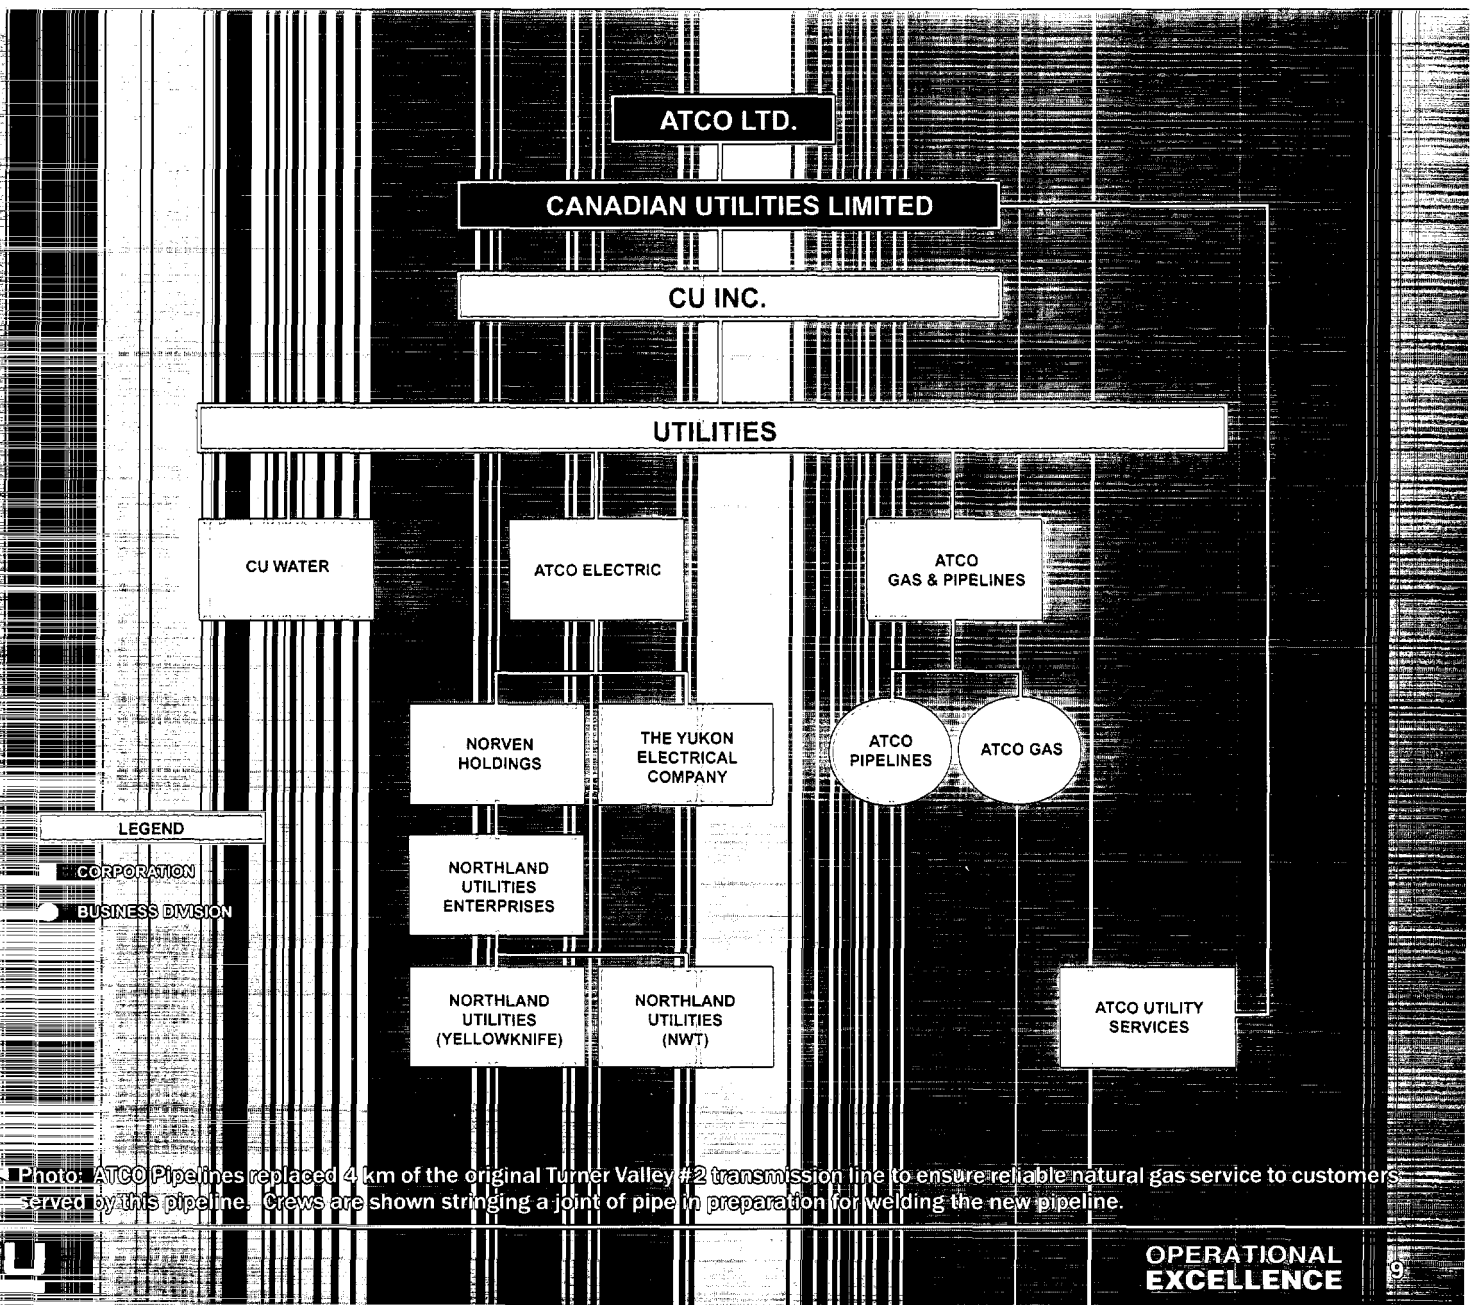 ATCO LTD.
CANADIAN UTILITIES LIMITED
CU INC.
UTILITIES
CU WATER
ATCO ELECTRIC
ATCO
GAS & PIPELINES
NORVEN
HOLDINGS
THE YUKON
ELECTRICAL
COMPANY
ATCO
PIPELINES
ATCO GAS
LEGEND
CORPORATION
BUSINESS DIVISION
NORTHLAND
UTILITIES
ENTERPRISES
NORTHLAND
UTILITIES
(YELLOWKNIFE)
NORTHLAND
UTILITIES
(NWT)
ATCO UTILITY
SERVICES
Photo: ATCO Pipelines replaced 4 km of the original Turner Valley #2 transmission line to ensure reliable natural gas service to customers
served by this pipeline. Crews are shown stringing a joint of pipe in preparation for welding the new pipeline.
OPERATIONAL
EXCELLENCE
9